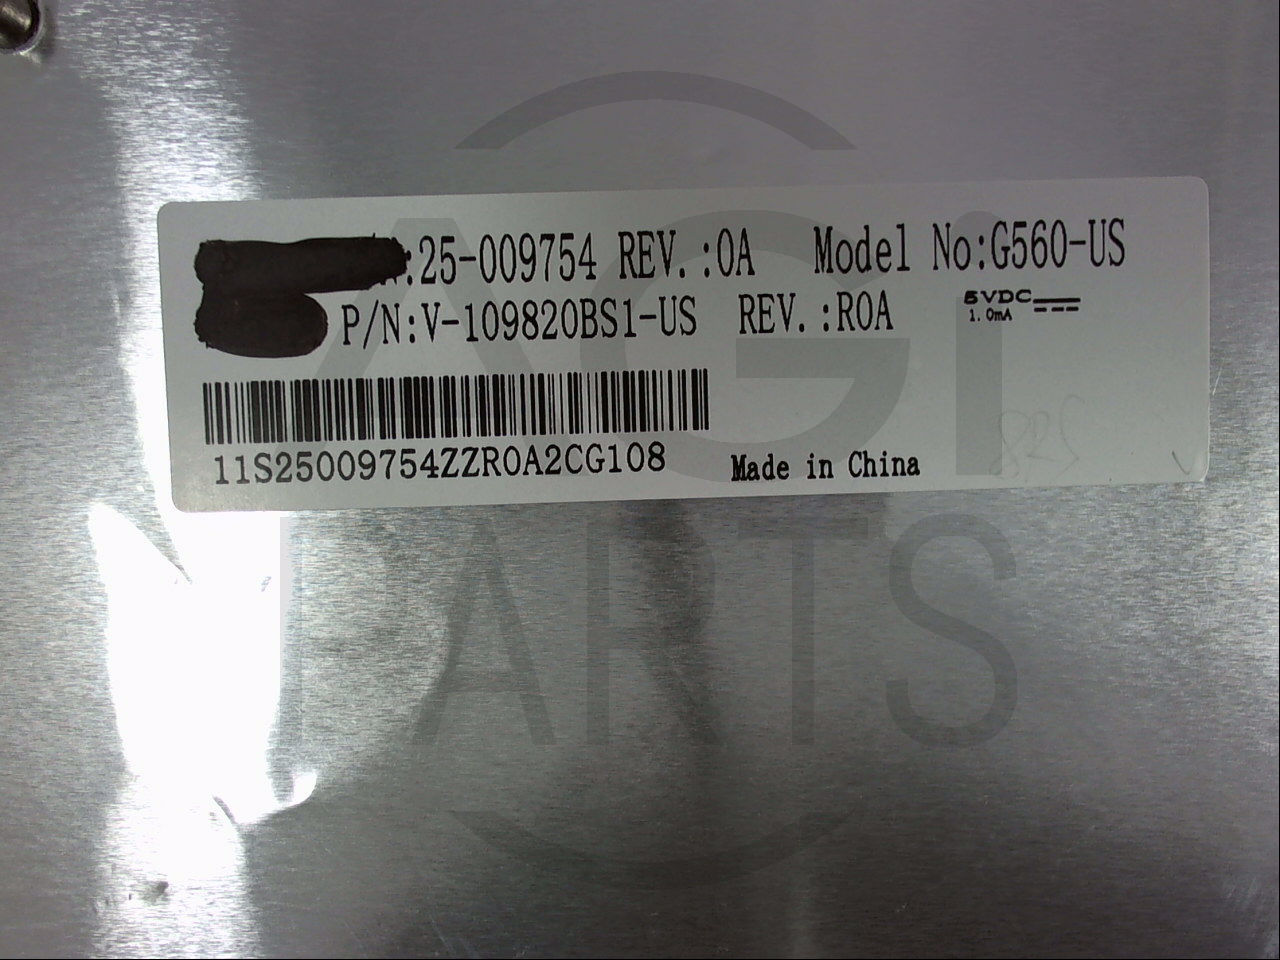 :25-009754 REV.:0A Model No:G560-US
P/N:V-109820BS1-US REV.:R0A
5VDC
1.0mA
11S25009754ZZR0A2CG108
Made in China
AGi
PARTS